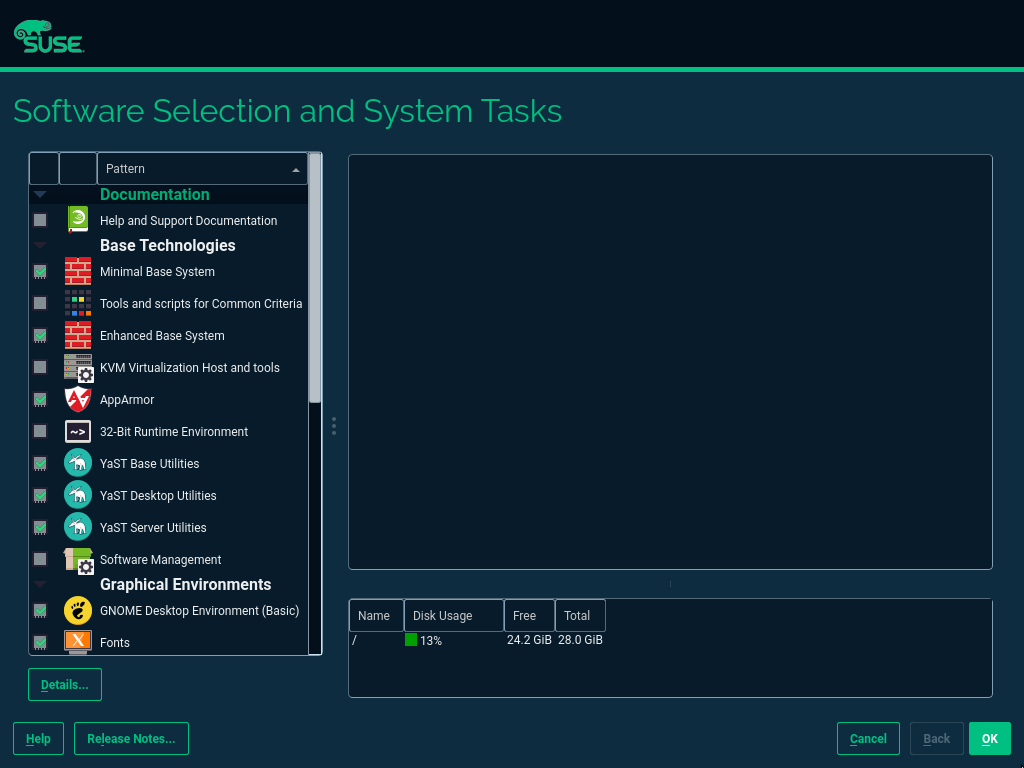 SUSE
Software Selection and System Tasks
Pattern
Documentation
Help and Support Documentation
Base Technologies
Minimal Base System
Tools and scripts for Common Criteria
Enhanced Base System
KVM Virtualization Host and tools
AppArmor
~> 32-Bit Runtime Environment
YaST Base Utilities
YaST Desktop Utilities
YaST Server Utilities
Software Management
Graphical Environments
GNOME Desktop Environment (Basic)
X Fonts
Name Disk Usage Free Total
/ 13% 24.2 GiB 28.0 GiB
Details...
Help Release Notes... Cancel Back OK